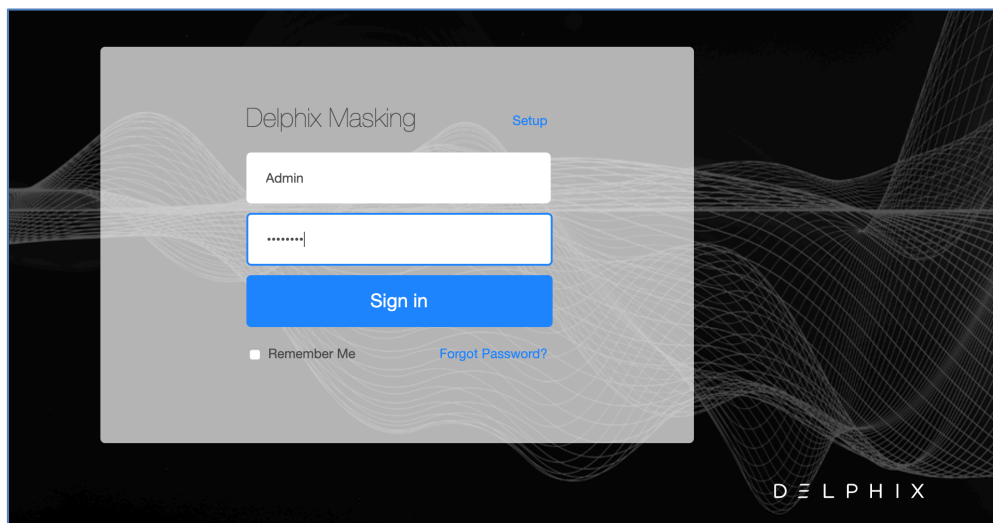 Delphix Masking
Setup
Admin
••••••••
Sign in
Remember Me
Forgot Password?
DELPHIX